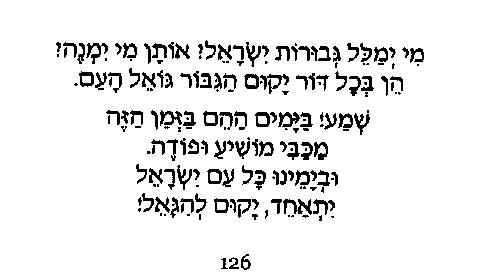 מִי יְמַלֵּל גְּבוּרוֹת יִשְׂרָאֵל? אוֹתָן מִי יִמְנֶה?
הֵן בְּכָל דּוֹר יָקוּם הַגִּבּוֹר גּוֹאֵל הָעָם.
שְׁמַע! בַּיָּמִים הָהֵם בַּזְּמַן הַזֶּה
מַכַּבִּי מוֹשִׁיעַ וּפוֹדֶה.
וּבְיָמֵינוּ כָּל עַם יִשְׂרָאֵל
יִתְאַחֵד, יָקוּם לְהִגָּאֵל!
126